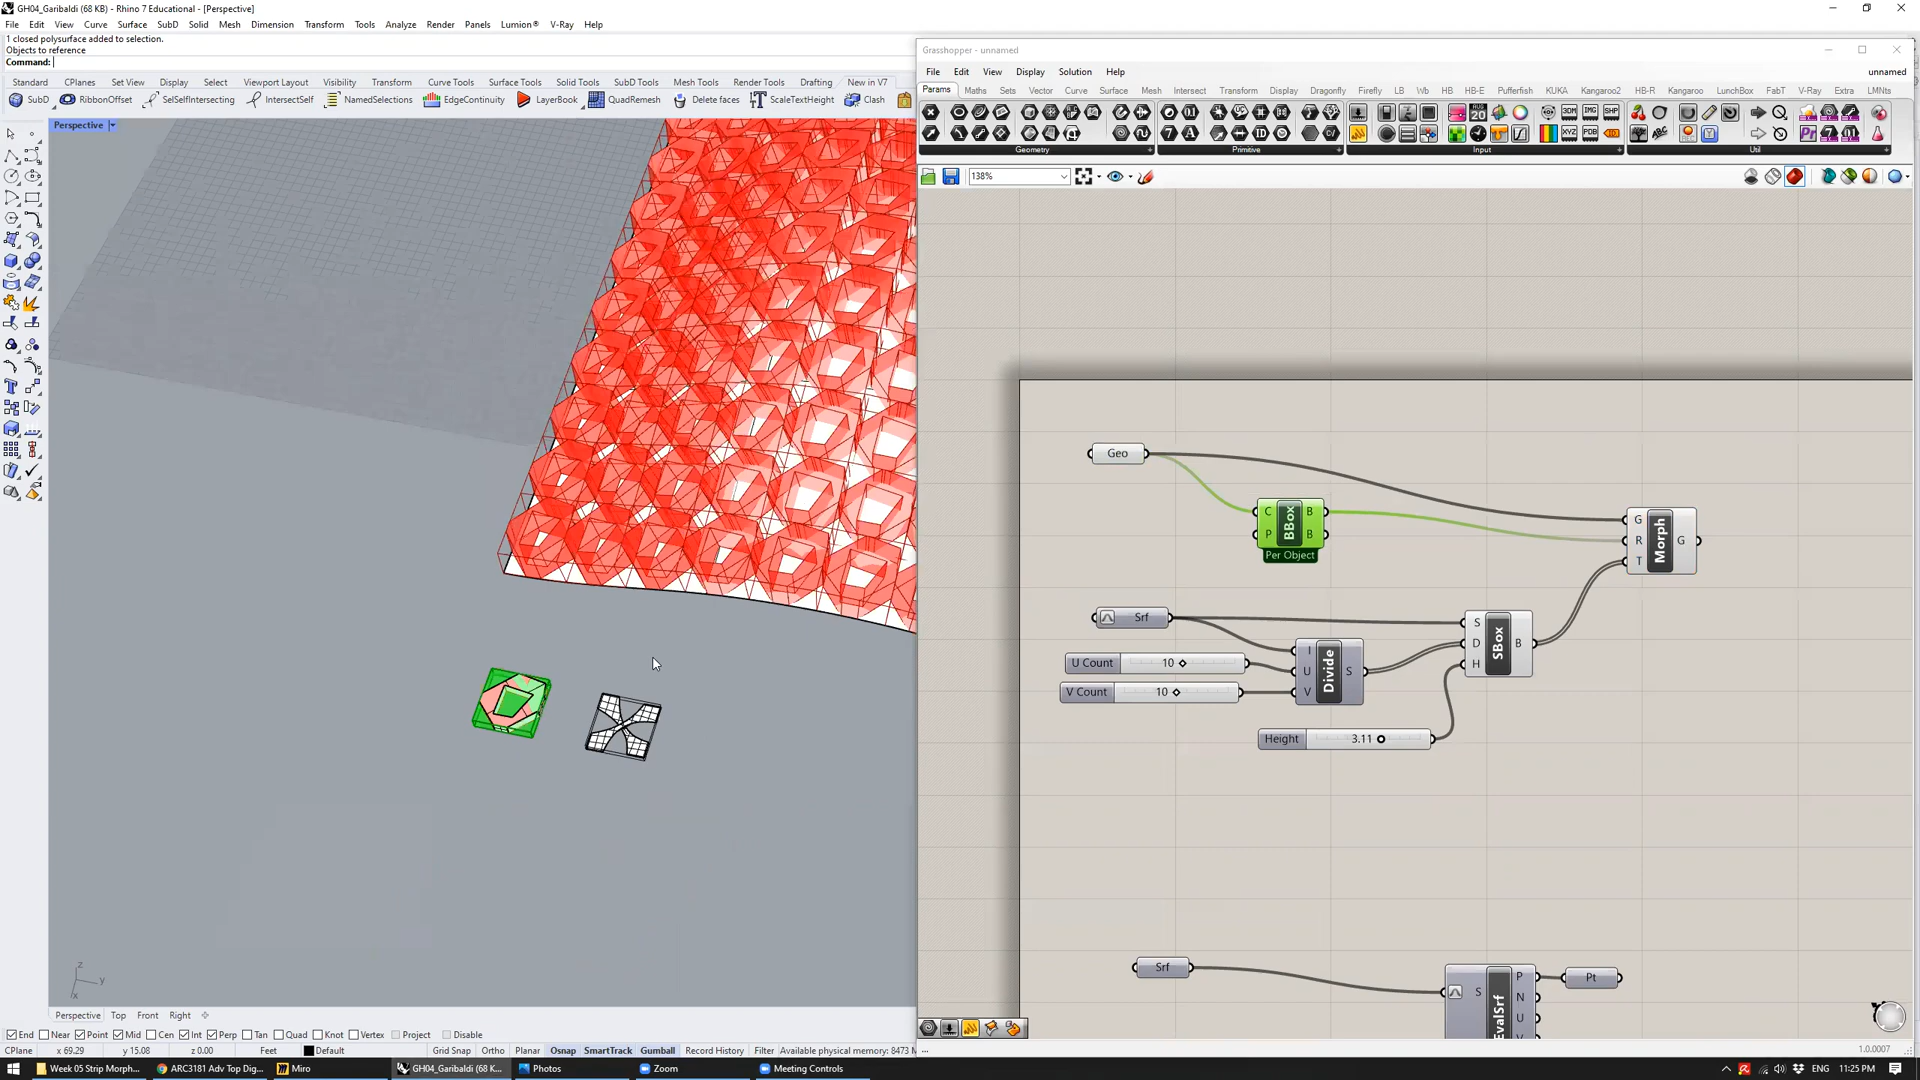 GH04_Garibaldi (68 KB) - Rhino 7 Educational - [Perspective]
File Edit View Curve Surface SubD Solid Mesh Dimension Transform Tools Analyze Render Panels Lumion® V-Ray Help
1 closed polysurface added to selection.
Objects to reference
Command:
Standard CPlanes Set View Display Select Viewport Layout Visibility Transform Curve Tools Surface Tools Solid Tools SubD Tools Mesh Tools Render Tools Drafting New in V7
SubD RibbonOffset SelSelfIntersecting IntersectSelf NamedSelections EdgeContinuity LayerBook QuadRemesh Delete faces ScaleTextHeight Clash
Perspective
z
y
x
Perspective Top Front Right
End Near Point Mid Cen Int Perp Tan Quad Knot Vertex Project Disable
CPlane x 69.29 y 15.08 z 0.00 Feet Default Grid Snap Ortho Planar Osnap SmartTrack Gumball Record History Filter Available physical memory: 8473 M
Grasshopper - unnamed
File Edit View Display Solution Help unnamed
Params Maths Sets Vector Curve Surface Mesh Intersect Transform Display Dragonfly LB Wb HB HB-E Pufferfish KUKA Kangaroo2 HB-R Kangaroo LunchBox FabT V-Ray Extra LMNts
Geometry Primitive Input Util
138%
Geo
C BBox B
P B
Per Object
G Morph G
R
T
Srf
U Count 10
V Count 10
I Divide S
U
V
S SBox B
D
H
Height 3.11
Srf
S EvalSrf P
N
U
Pt
1.0.0007
Week 05 Strip Morph... ARC3181 Adv Top Dig... Miro GH04_Garibaldi (68 K... Photos Zoom Meeting Controls ENG 11:25 PM